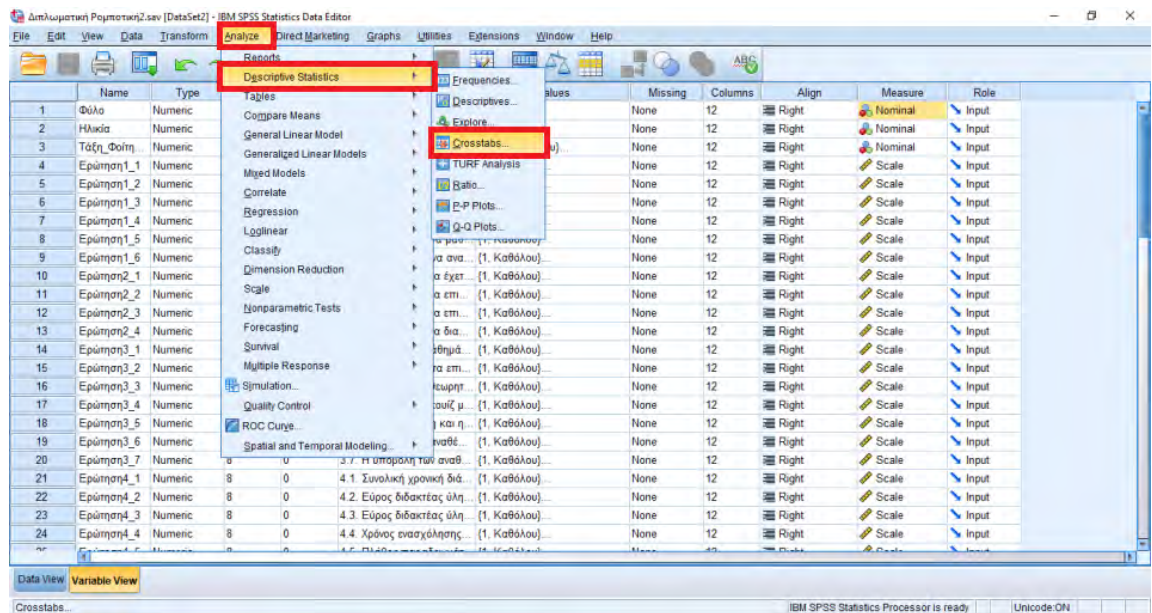 Διπλωματική Ρομποτική2.sav [DataSet2] - IBM SPSS Statistics Data Editor
File Edit View Data Transform Analyze Direct Marketing Graphs Utilities Extensions Window Help
Reports
Descriptive Statistics
Tables
Compare Means
General Linear Model
Generalized Linear Models
Mixed Models
Correlate
Regression
Loglinear
Classify
Dimension Reduction
Scale
Nonparametric Tests
Forecasting
Survival
Multiple Response
Simulation...
Quality Control
ROC Curve...
Spatial and Temporal Modeling...
Frequencies...
Descriptives...
Explore...
Crosstabs...
TURF Analysis
Ratio...
P-P Plots...
Q-Q Plots...
Name Type Missing Columns Align Measure Role
1 Φύλο Numeric None 12 Right Nominal Input
2 Ηλικία Numeric None 12 Right Nominal Input
3 Τάξη_Φοίτη... Numeric None 12 Right Nominal Input
4 Ερώτηση1_1 Numeric None 12 Right Scale Input
5 Ερώτηση1_2 Numeric None 12 Right Scale Input
6 Ερώτηση1_3 Numeric None 12 Right Scale Input
7 Ερώτηση1_4 Numeric None 12 Right Scale Input
8 Ερώτηση1_5 Numeric {1, Καθόλου}... None 12 Right Scale Input
9 Ερώτηση1_6 Numeric να ανα... {1, Καθόλου}... None 12 Right Scale Input
10 Ερώτηση2_1 Numeric α έχετ... {1, Καθόλου}... None 12 Right Scale Input
11 Ερώτηση2_2 Numeric α επι... {1, Καθόλου}... None 12 Right Scale Input
12 Ερώτηση2_3 Numeric α επι... {1, Καθόλου}... None 12 Right Scale Input
13 Ερώτηση2_4 Numeric α δια... {1, Καθόλου}... None 12 Right Scale Input
14 Ερώτηση3_1 Numeric άθημά... {1, Καθόλου}... None 12 Right Scale Input
15 Ερώτηση3_2 Numeric τα επι... {1, Καθόλου}... None 12 Right Scale Input
16 Ερώτηση3_3 Numeric εωρητ... {1, Καθόλου}... None 12 Right Scale Input
17 Ερώτηση3_4 Numeric κουίζ μ... {1, Καθόλου}... None 12 Right Scale Input
18 Ερώτηση3_5 Numeric ή και η... {1, Καθόλου}... None 12 Right Scale Input
19 Ερώτηση3_6 Numeric αναθέ... {1, Καθόλου}... None 12 Right Scale Input
20 Ερώτηση3_7 Numeric 8 0 3.7. Η υποβολή των αναθ... {1, Καθόλου}... None 12 Right Scale Input
21 Ερώτηση4_1 Numeric 8 0 4.1. Συνολική χρονική διά... {1, Καθόλου}... None 12 Right Scale Input
22 Ερώτηση4_2 Numeric 8 0 4.2. Εύρος διδακτέας ύλη... {1, Καθόλου}... None 12 Right Scale Input
23 Ερώτηση4_3 Numeric 8 0 4.3. Εύρος διδακτέας ύλη... {1, Καθόλου}... None 12 Right Scale Input
24 Ερώτηση4_4 Numeric 8 0 4.4. Χρόνος ενασχόλησης... {1, Καθόλου}... None 12 Right Scale Input
Data View Variable View
Crosstabs... IBM SPSS Statistics Processor is ready Unicode:ON